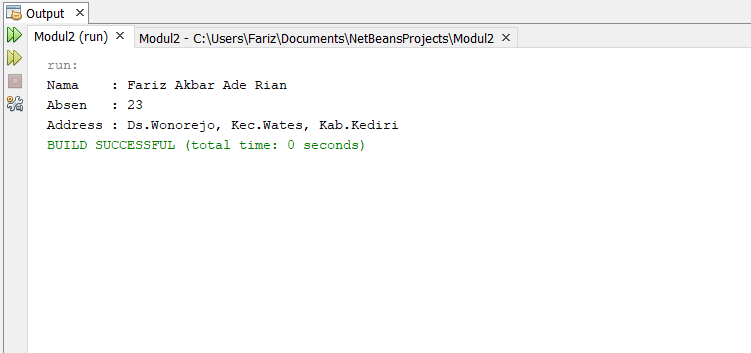 Output
Modul2 (run) Modul2 - C:\Users\Fariz\Documents\NetBeansProjects\Modul2
run:
Nama    : Fariz Akbar Ade Rian
Absen   : 23
Address : Ds.Wonorejo, Kec.Wates, Kab.Kediri
BUILD SUCCESSFUL (total time: 0 seconds)